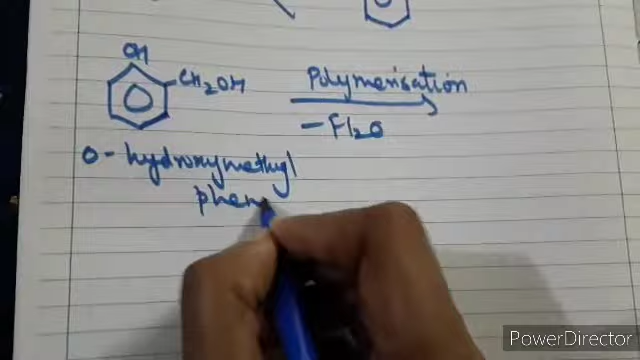 OH
CH2OH
Polymerisation
- H2O
o- hydroxymethyl
phen
PowerDirector